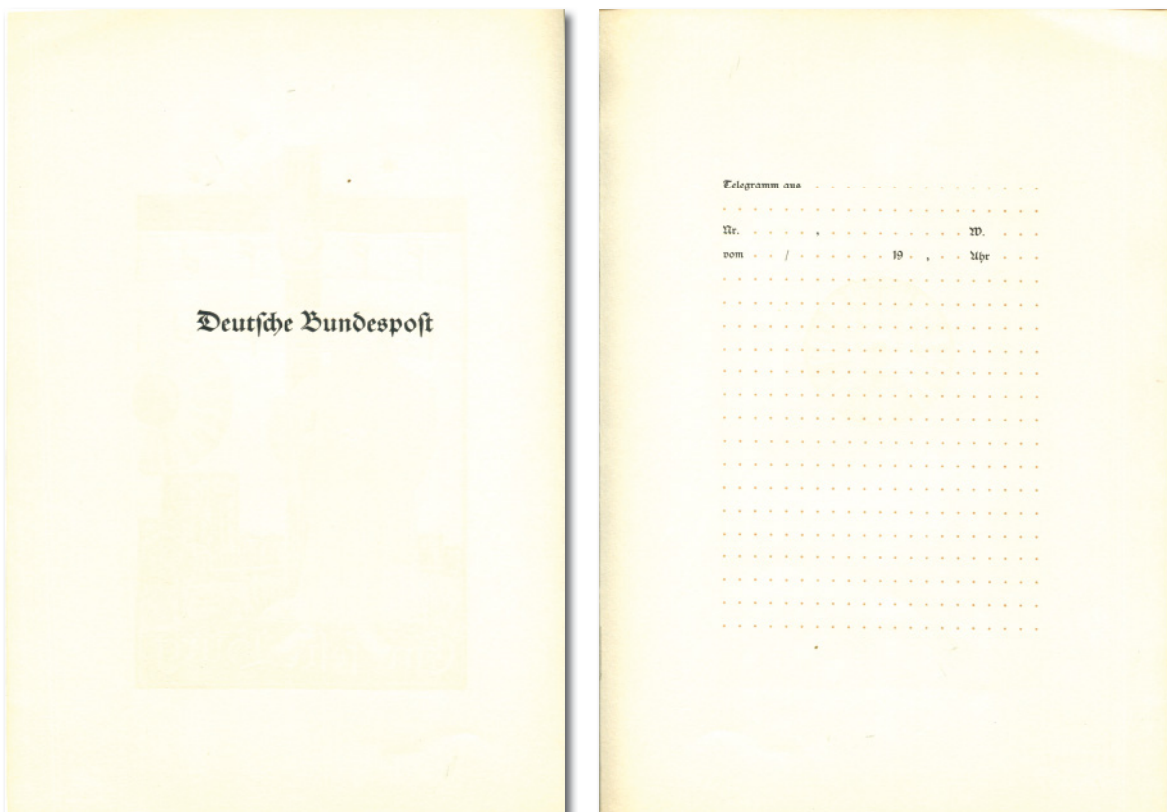 Deutsche Bundespost
Telegramm aus
Nr. , W.
vom / 19 , Uhr